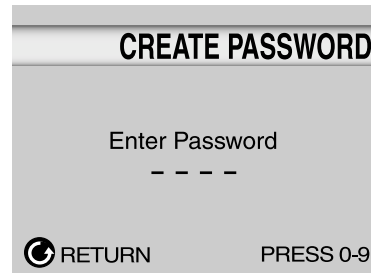 CREATE PASSWORD
Enter Password
– – – –
RETURN PRESS 0-9